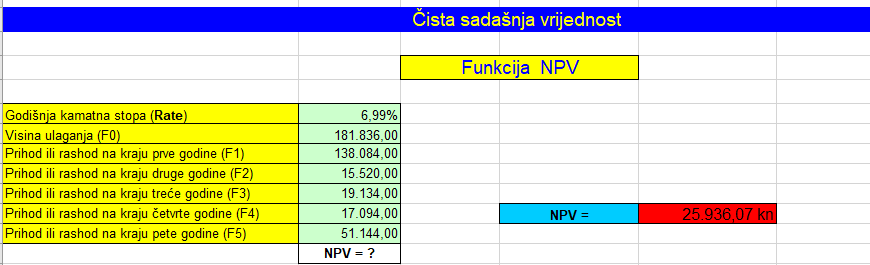 Čista sadašnja vrijednost
Funkcija NPV
Godišnja kamatna stopa (Rate) 6,99%
Visina ulaganja (F0) 181.836,00
Prihod ili rashod na kraju prve godine (F1) 138.084,00
Prihod ili rashod na kraju druge godine (F2) 15.520,00
Prihod ili rashod na kraju treće godine (F3) 19.134,00
Prihod ili rashod na kraju četvrte godine (F4) 17.094,00 NPV = 25.936,07 kn
Prihod ili rashod na kraju pete godine (F5) 51.144,00
NPV = ?